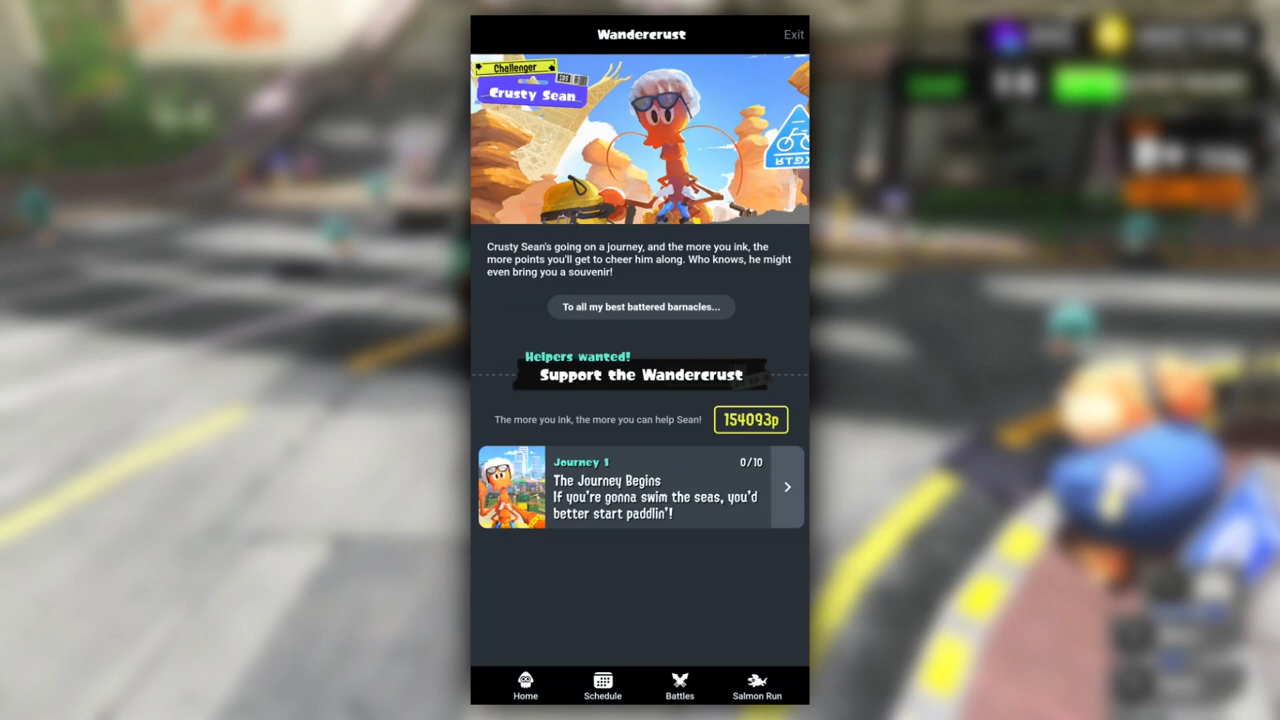 Wandercrust
Exit
Challenger
Crusty Sean
Crusty Sean's going on a journey, and the more you ink, the
more points you'll get to cheer him along. Who knows, he might
even bring you a souvenir!
To all my best battered barnacles...
Helpers wanted!
Support the Wandercrust
The more you ink, the more you can help Sean!
154093p
Journey 1
0/10
The Journey Begins
If you're gonna swim the seas, you'd
better start paddlin'!
Home
Schedule
Battles
Salmon Run